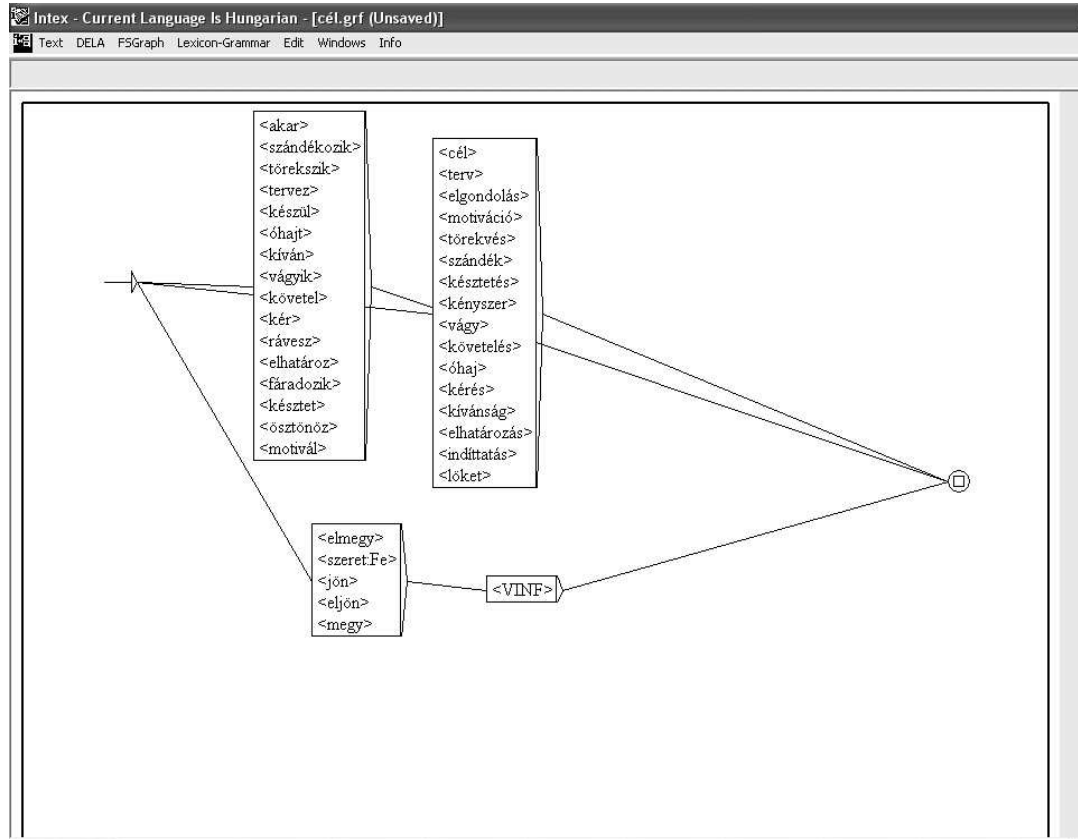 Intex - Current Language Is Hungarian - [cél.grf (Unsaved)]
Text DELA FSGraph Lexicon-Grammar Edit Windows Info
<akar>
<szándékozik>
<törekszik>
<tervez>
<készül>
<óhajt>
<kíván>
<vágyik>
<követel>
<kér>
<rávesz>
<elhatároz>
<fáradozik>
<késztet>
<ösztönöz>
<motivál>
<cél>
<terv>
<elgondolás>
<motiváció>
<törekvés>
<szándék>
<késztetés>
<kényszer>
<vágy>
<követelés>
<óhaj>
<kérés>
<kívánság>
<elhatározás>
<indíttatás>
<löket>
<elmegy>
<szeret:Fe>
<jön>
<eljön>
<megy>
<VINF>